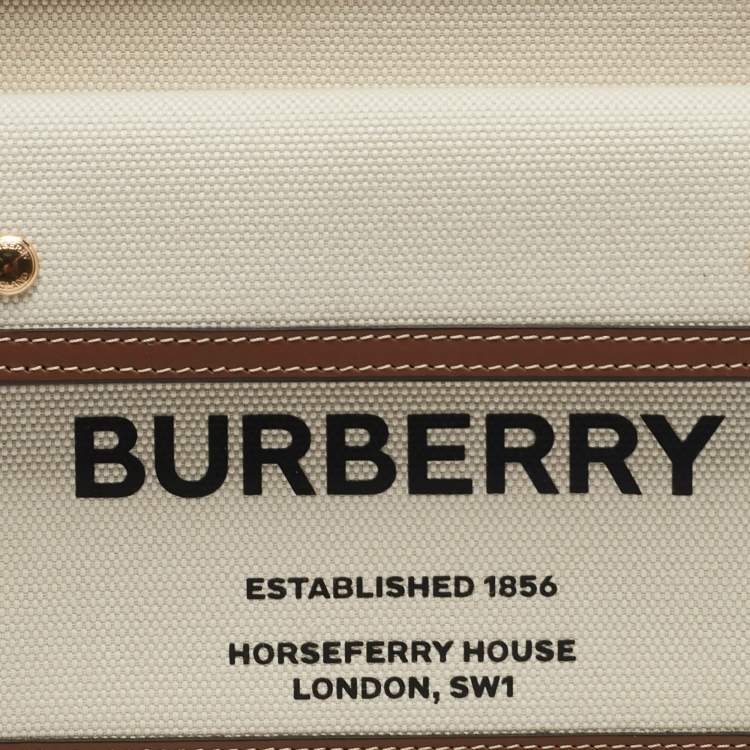 BURBERRY
ESTABLISHED 1856
HORSEFERRY HOUSE
LONDON, SW1